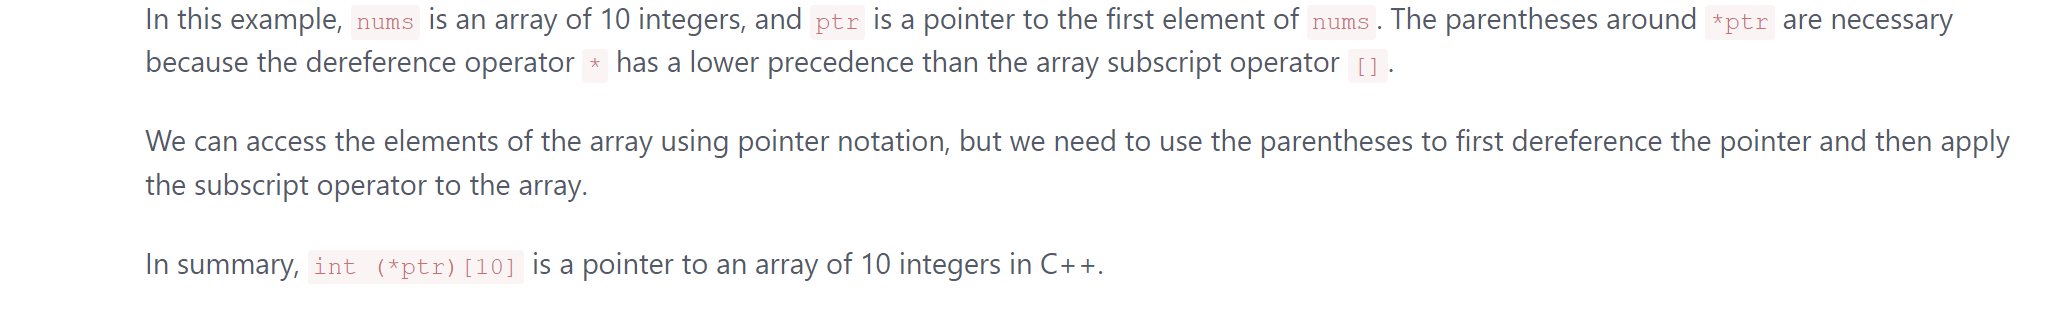 In this example, nums is an array of 10 integers, and ptr is a pointer to the first element of nums. The parentheses around *ptr are necessary
because the dereference operator * has a lower precedence than the array subscript operator [].
We can access the elements of the array using pointer notation, but we need to use the parentheses to first dereference the pointer and then apply
the subscript operator to the array.
In summary, int (*ptr)[10] is a pointer to an array of 10 integers in C++.